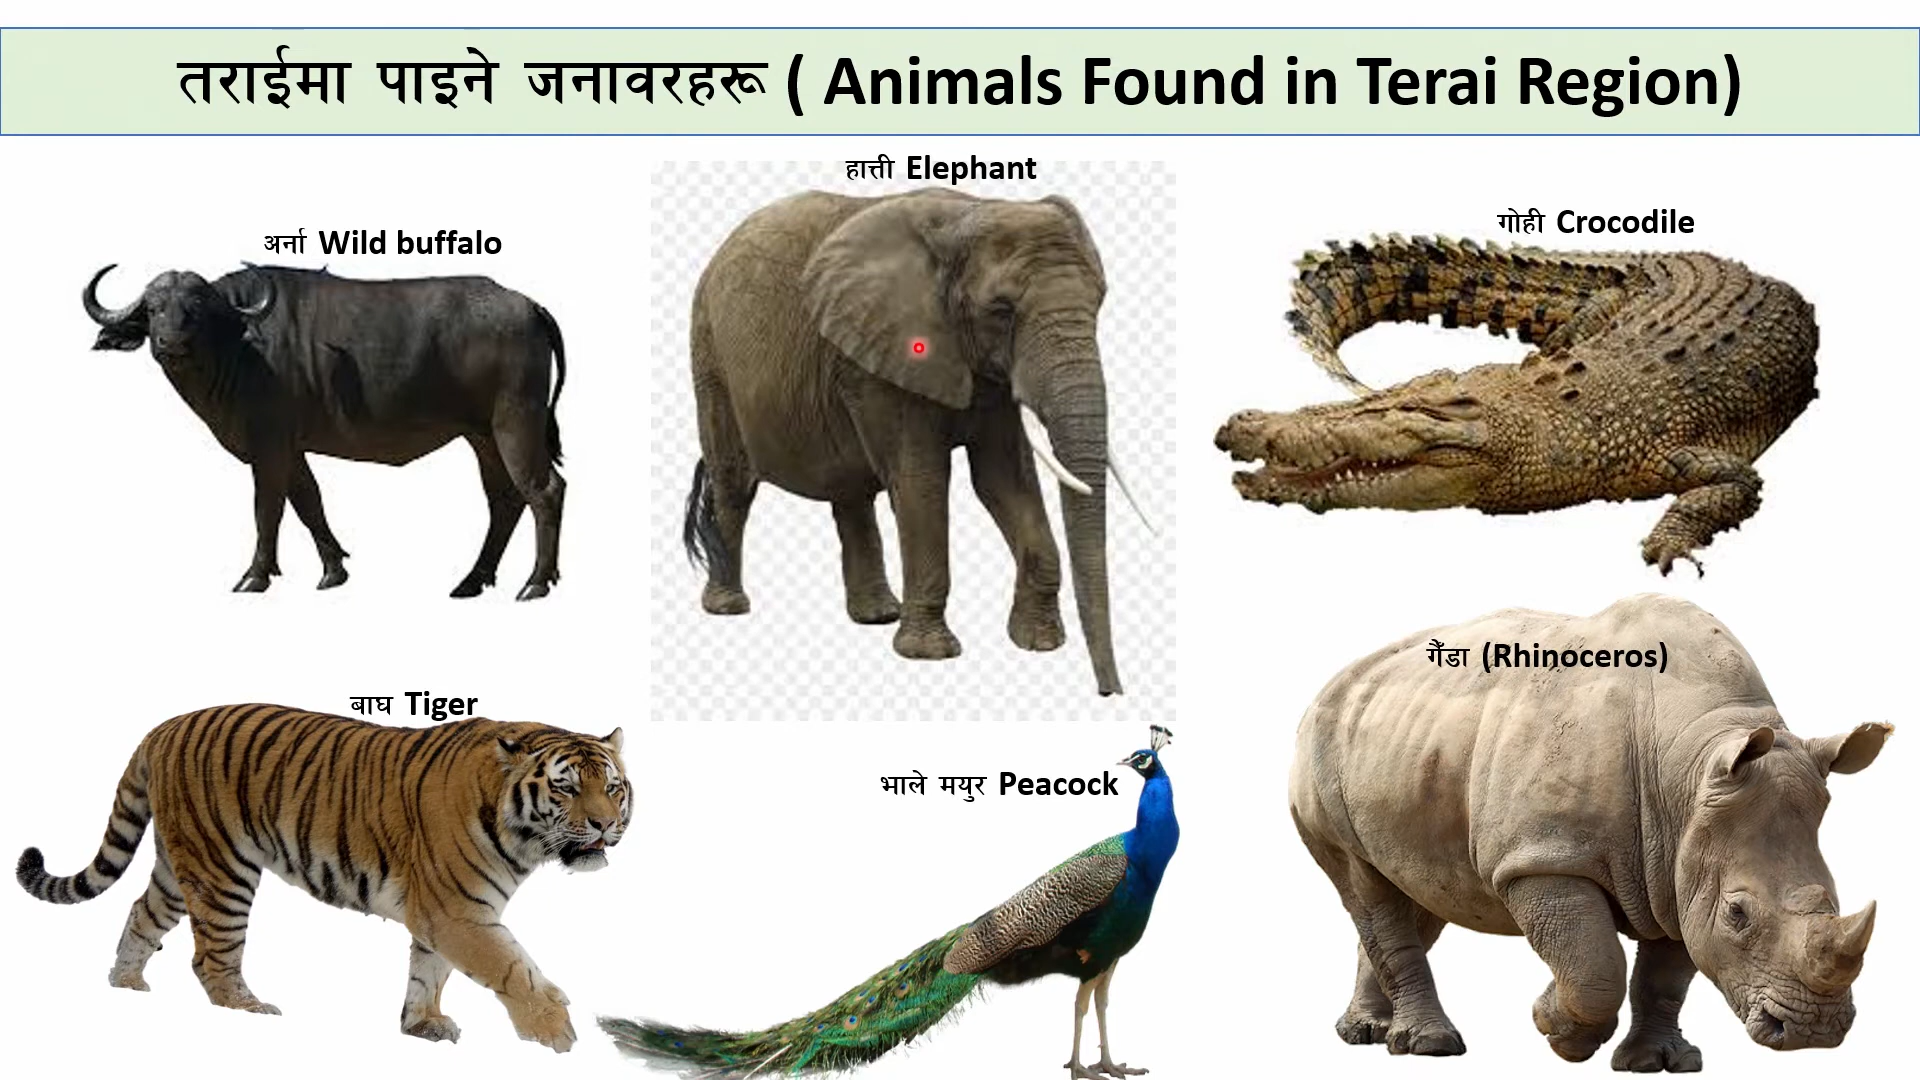 तराईमा पाइने जनावरहरू ( Animals Found in Terai Region)
हात्ती Elephant
अर्ना Wild buffalo
गोही Crocodile
बाघ Tiger
भाले मयुर Peacock
गैँडा (Rhinoceros)